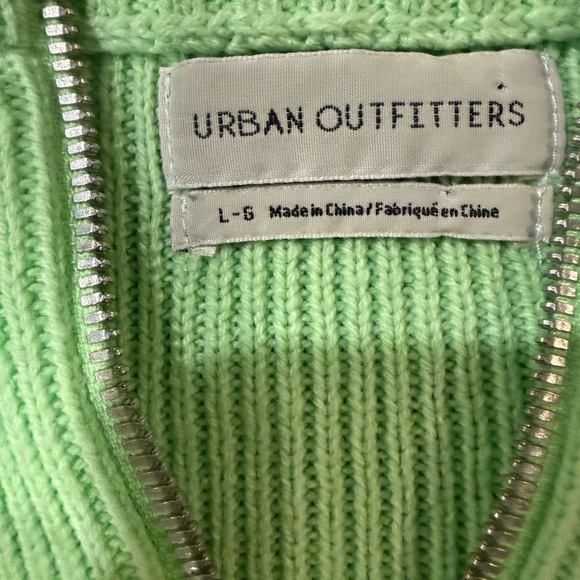 URBAN OUTFITTERS
L-G Made in China / Fabriqué en Chine